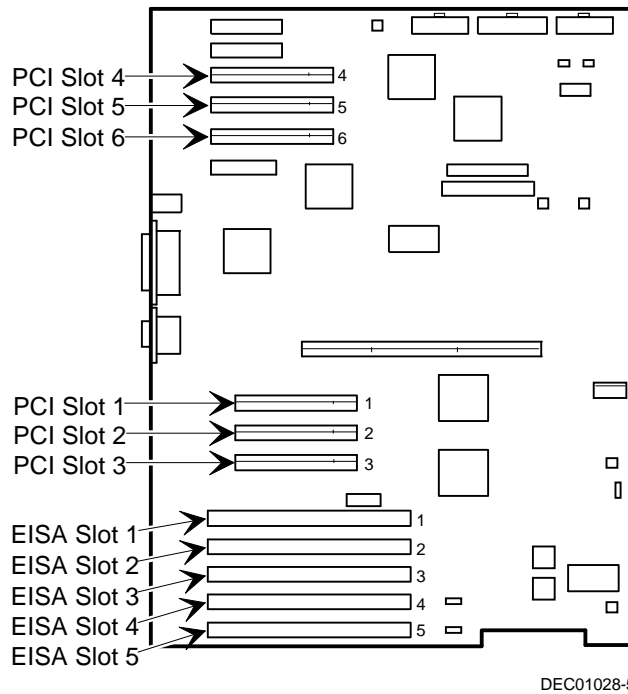 PCI Slot 4 4
PCI Slot 5 5
PCI Slot 6 6
PCI Slot 1 1
PCI Slot 2 2
PCI Slot 3 3
EISA Slot 1 1
EISA Slot 2 2
EISA Slot 3 3
EISA Slot 4 4
EISA Slot 5 5
DEC01028-5